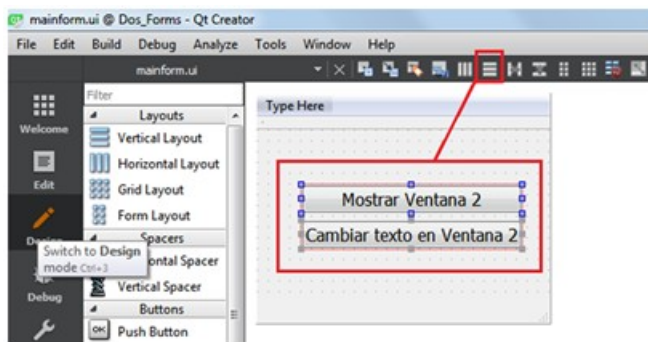 mainform.ui @ Dos_Forms - Qt Creator
File Edit Build Debug Analyze Tools Window Help
mainform.ui
Filter
Type Here
Layouts
Welcome
Vertical Layout
Horizontal Layout
Edit
Grid Layout
Form Layout
Mostrar Ventana 2
Cambiar texto en Ventana 2
Spacers
Switch to Design
mode Ctrl+3
Spacer
Vertical Spacer
Debug
Buttons
OK Push Button